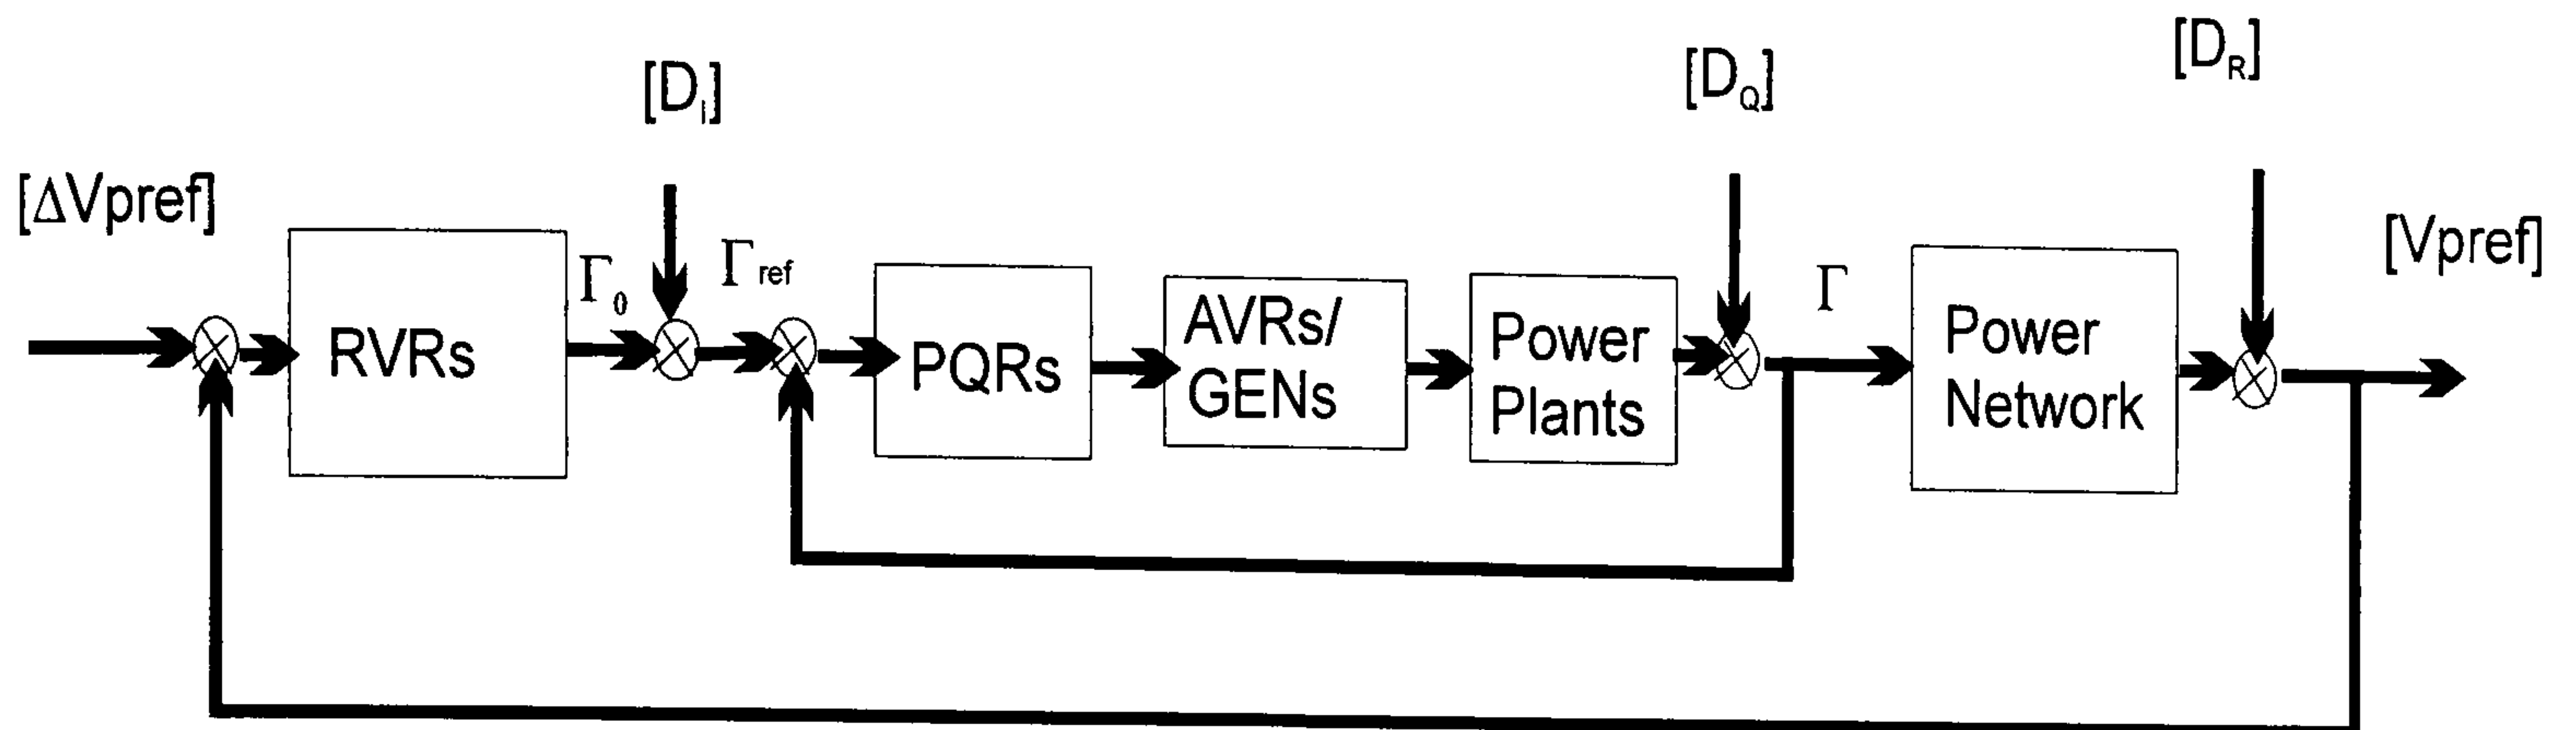 [D_I]
[D_Q]
[D_R]
[ΔVpref]
Γ_0
Γ_ref
Γ
[Vpref]
RVRs
PQRs
AVRs/
GENs
Power
Plants
Power
Network